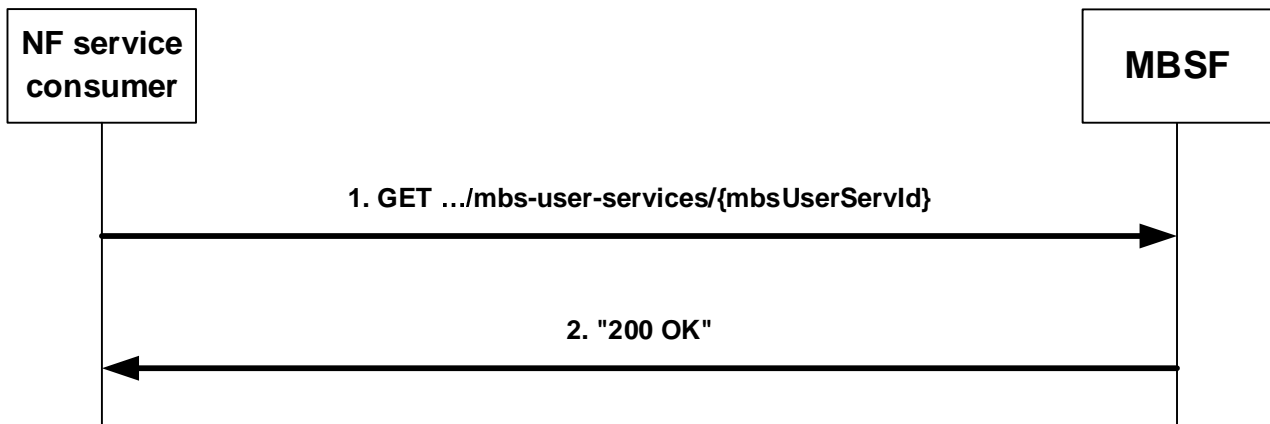 NF service
consumer
MBSF
1. GET …/mbs-user-services/{mbsUserServId}
2. "200 OK"